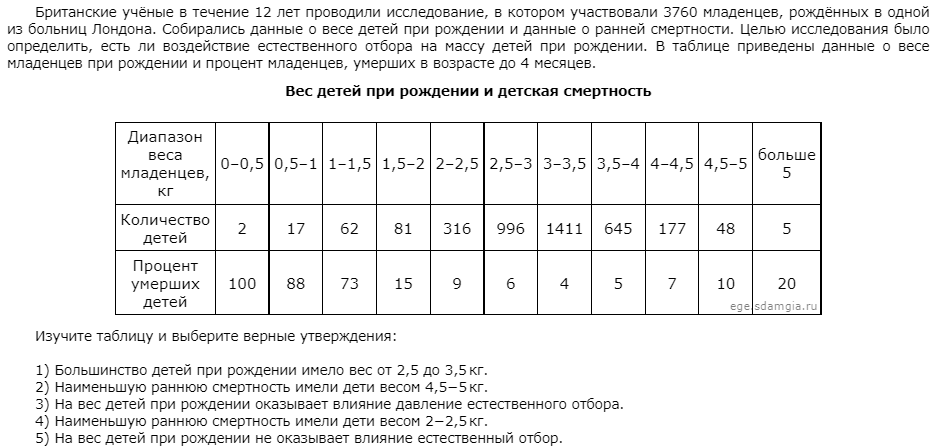 Британские учёные в течение 12 лет проводили исследование, в котором участвовали 3760 младенцев, рождённых в одной
из больниц Лондона. Собирались данные о весе детей при рождении и данные о ранней смертности. Целью исследования было
определить, есть ли воздействие естественного отбора на массу детей при рождении. В таблице приведены данные о весе
младенцев при рождении и процент младенцев, умерших в возрасте до 4 месяцев.
Вес детей при рождении и детская смертность
Диапазон веса младенцев, кг 0–0,5 0,5–1 1–1,5 1,5–2 2–2,5 2,5–3 3–3,5 3,5–4 4–4,5 4,5–5 больше 5
Количество детей 2 17 62 81 316 996 1411 645 177 48 5
Процент умерших детей 100 88 73 15 9 6 4 5 7 10 20
ege.sdamgia.ru
Изучите таблицу и выберите верные утверждения:
1) Большинство детей при рождении имело вес от 2,5 до 3,5 кг.
2) Наименьшую раннюю смертность имели дети весом 4,5−5 кг.
3) На вес детей при рождении оказывает влияние давление естественного отбора.
4) Наименьшую раннюю смертность имели дети весом 2−2,5 кг.
5) На вес детей при рождении не оказывает влияние естественный отбор.